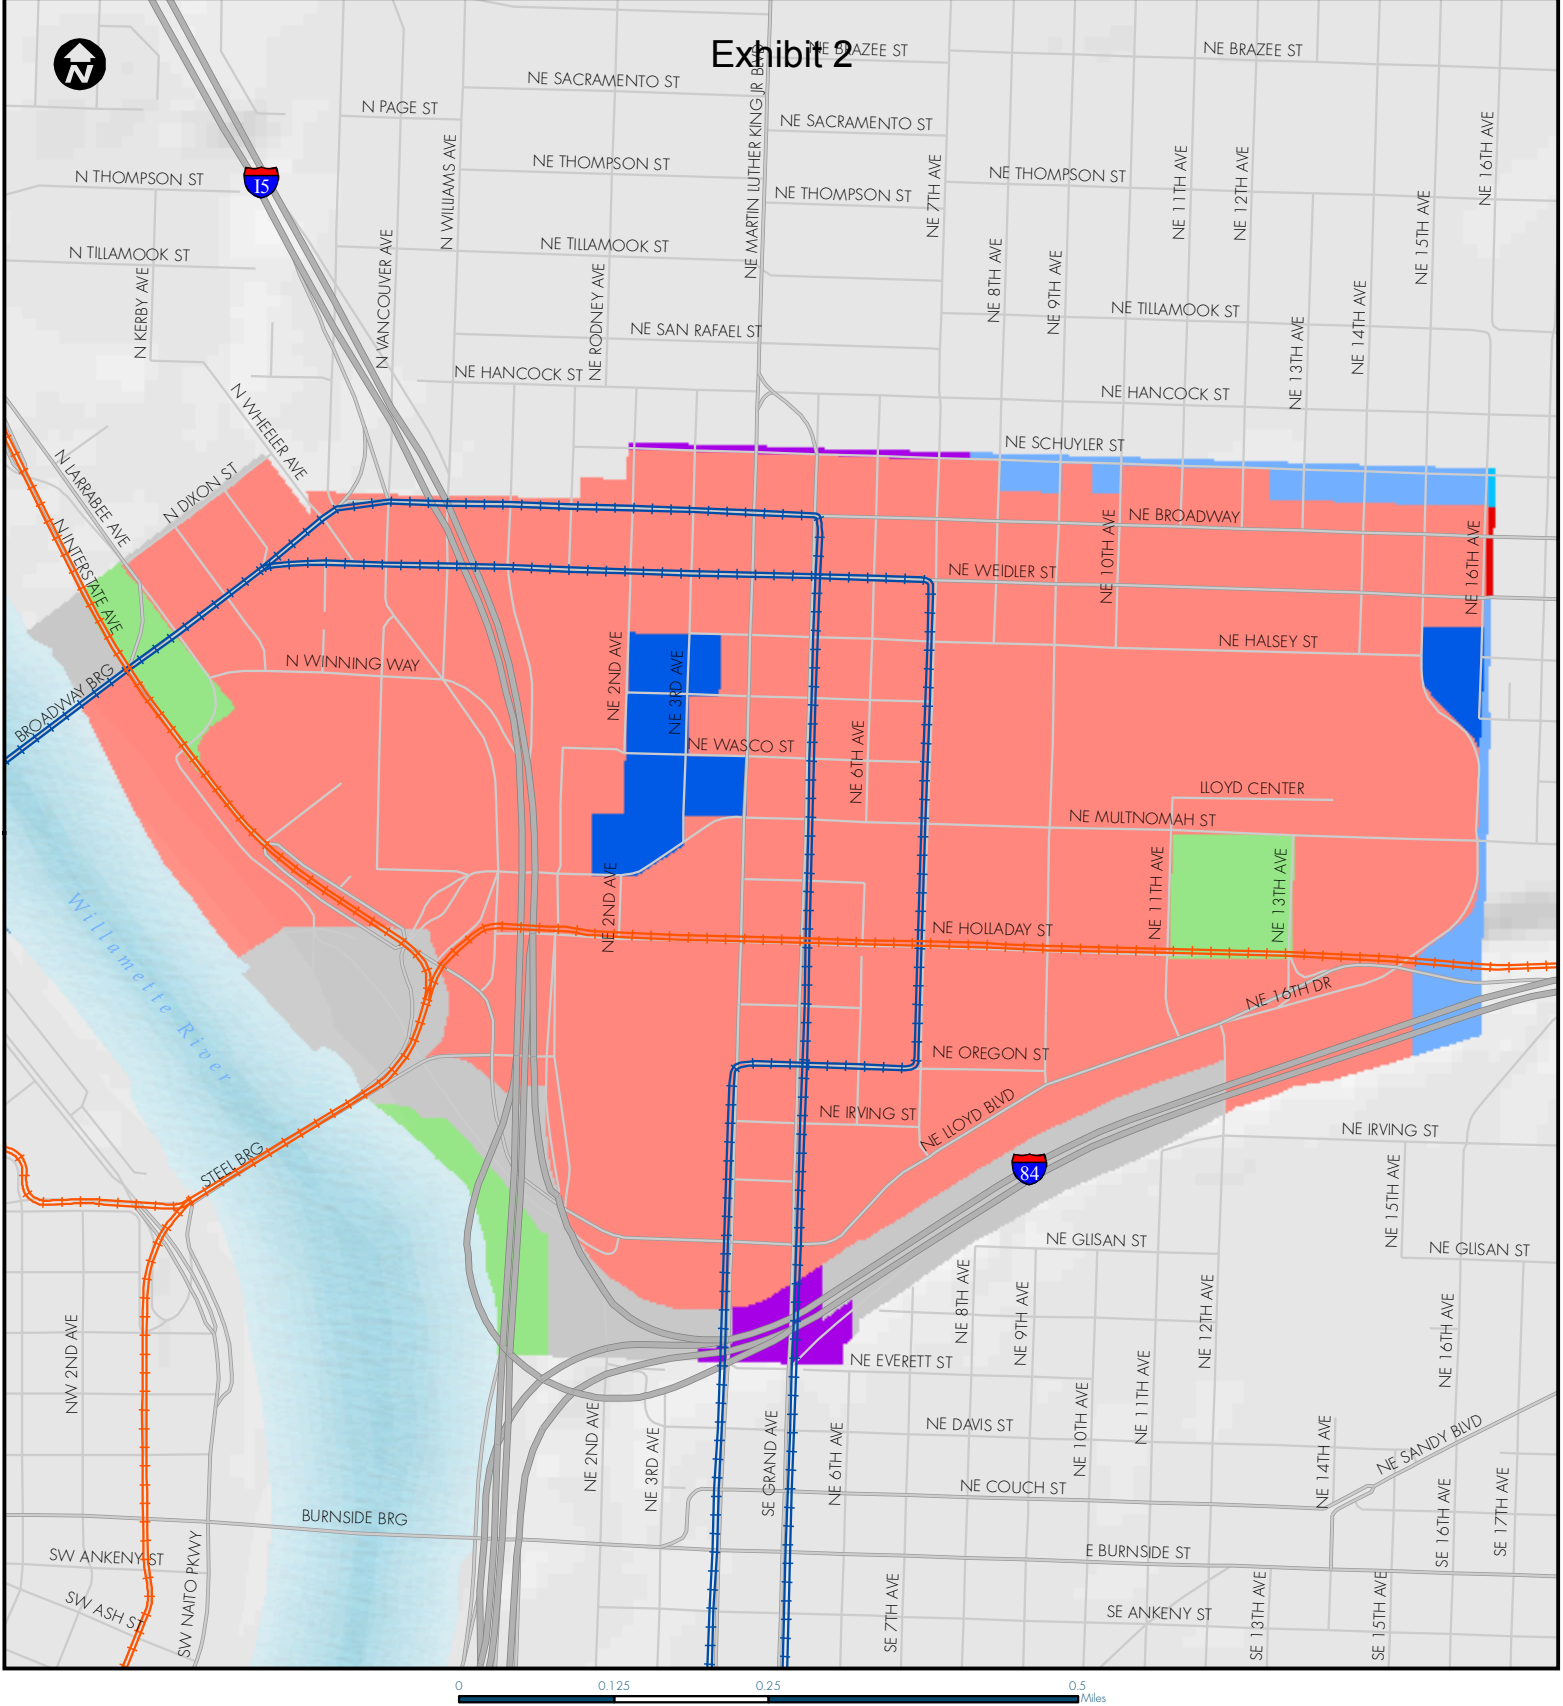 Exhibit 2
N
NE BRAZEE ST
NE BRAZEE ST
NE SACRAMENTO ST
N PAGE ST
NE SACRAMENTO ST
NE MARTIN LUTHER KING JR BLVD
N WILLIAMS AVE
NE 16TH AVE
NE THOMPSON ST
N THOMPSON ST
I5
NE THOMPSON ST
NE THOMPSON ST
NE 7TH AVE
NE 11TH AVE
NE 12TH AVE
NE 15TH AVE
N TILLAMOOK ST
NE TILLAMOOK ST
N KERBY AVE
N VANCOUVER AVE
NE RODNEY AVE
NE 8TH AVE
NE 9TH AVE
NE TILLAMOOK ST
NE 13TH AVE
NE 14TH AVE
NE SAN RAFAEL ST
NE HANCOCK ST
NE HANCOCK ST
N WHEELER AVE
NE SCHUYLER ST
N LARRABEE AVE
N DIXON ST
N INTERSTATE AVE
NE BROADWAY
NE 10TH AVE
NE 16TH AVE
NE WEIDLER ST
NE HALSEY ST
N WINNING WAY
NE 2ND AVE
NE 3RD AVE
BROADWAY BRG
NE WASCO ST
NE 6TH AVE
LLOYD CENTER
NE MULTNOMAH ST
NE 11TH AVE
NE 13TH AVE
NE 2ND AVE
Willamette River
NE HOLLADAY ST
NE 16TH DR
NE OREGON ST
NE IRVING ST
NE LLOYD BLVD
NE IRVING ST
STEEL BRG
84
NE 15TH AVE
NE GLISAN ST
NE GLISAN ST
NE 8TH AVE
NE 9TH AVE
NE 12TH AVE
NE 16TH AVE
NW 2ND AVE
NE EVERETT ST
NE 11TH AVE
NE 10TH AVE
NE 2ND AVE
NE 3RD AVE
SE GRAND AVE
NE 6TH AVE
NE DAVIS ST
NE 14TH AVE
NE SANDY BLVD
NE COUCH ST
SE 16TH AVE
SE 17TH AVE
BURNSIDE BRG
E BURNSIDE ST
SW ANKENY ST
SW NAITO PKWY
SW ASH ST
SE 7TH AVE
SE ANKENY ST
SE 13TH AVE
SE 15TH AVE
0 0.125 0.25 0.5
Miles